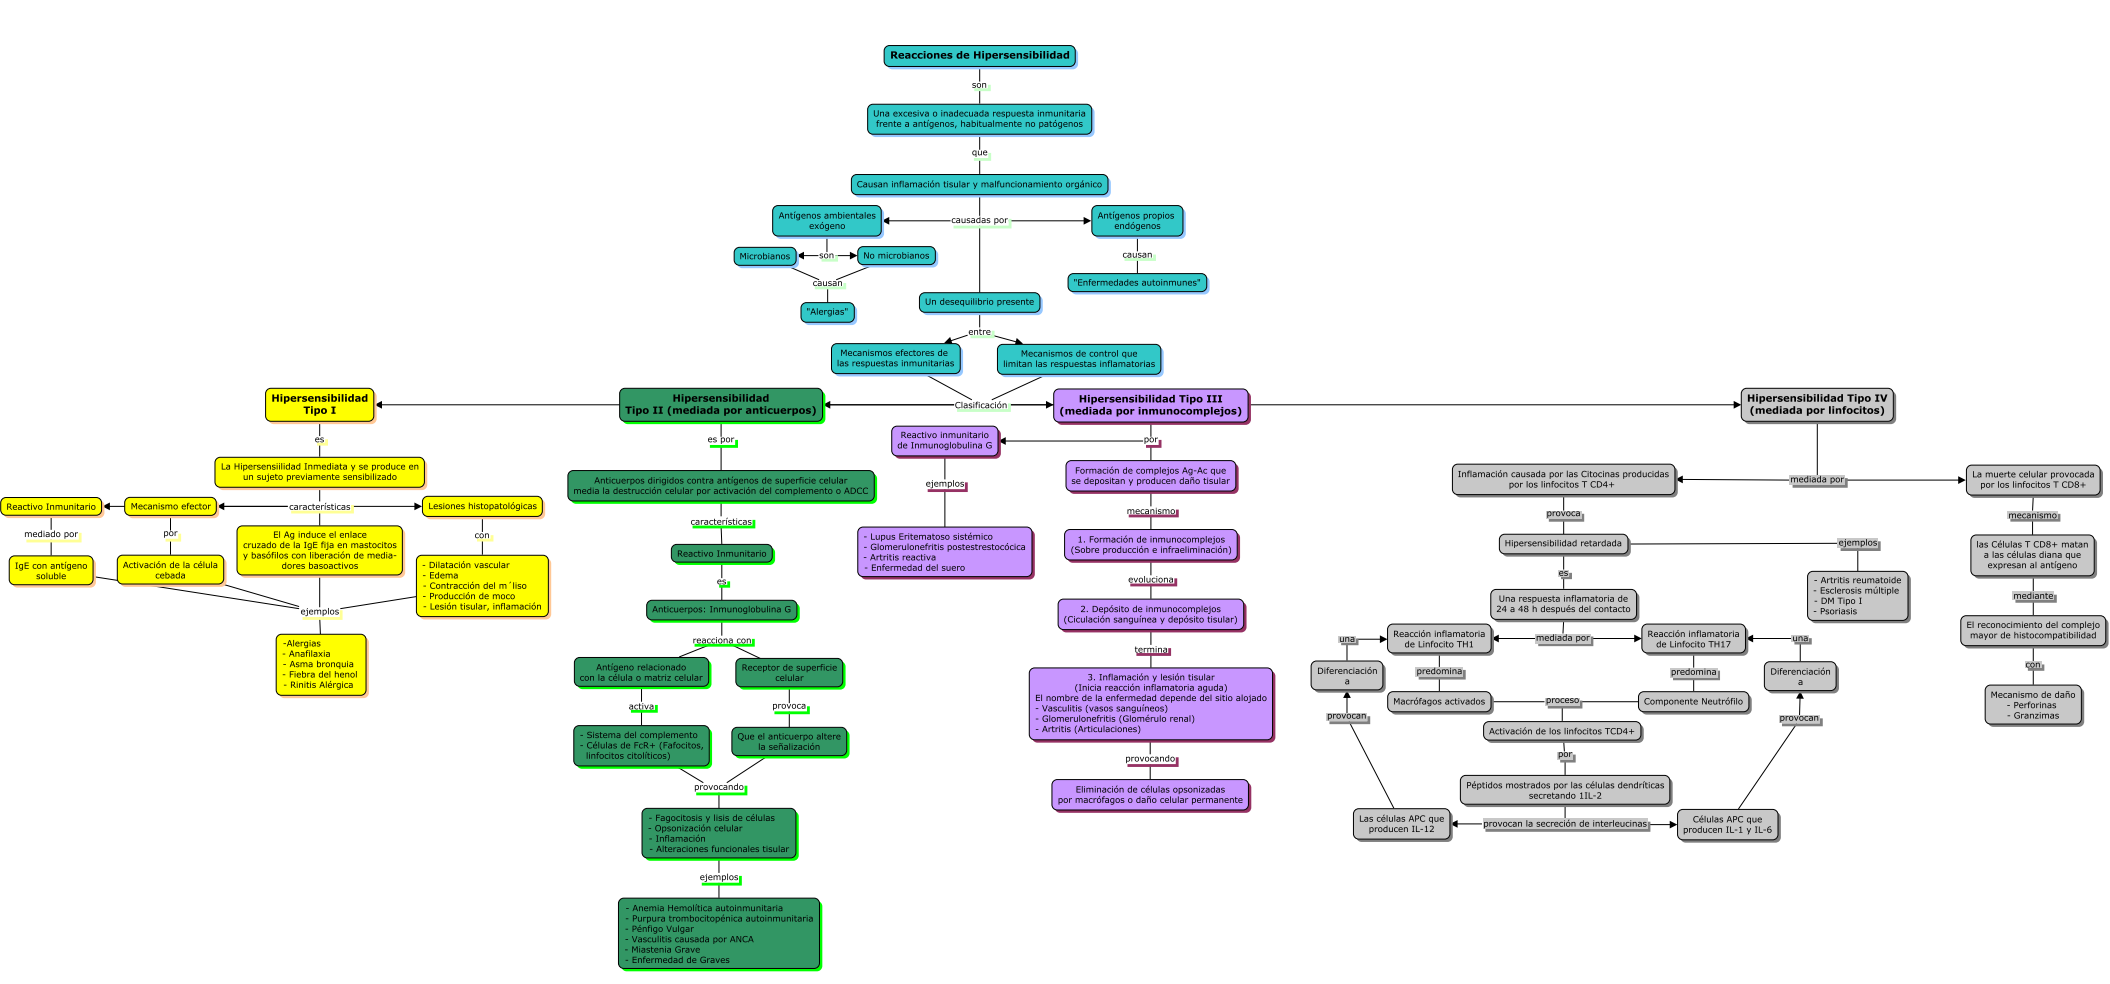 Reacciones de Hipersensibilidad
son
Una excesiva o inadecuada respuesta inmunitaria
frente a antígenos, habitualmente no patógenos
que
Causan inflamación tisular y malfuncionamiento orgánico
causadas por
Antígenos ambientales
exógeno
Antígenos propios
endógenos
son
Microbianos
No microbianos
causan
"Alergias"
causan
"Enfermedades autoinmunes"
Un desequilibrio presente
entre
Mecanismos efectores de
las respuestas inmunitarias
Mecanismos de control que
limitan las respuestas inflamatorias
Clasificación
Hipersensibilidad
Tipo I
es
La Hipersensiilidad Inmediata y se produce en
un sujeto previamente sensibilizado
características
Reactivo Inmunitario
Mecanismo efector
Lesiones histopatológicas
mediado por
por
con
IgE con antígeno
soluble
Activación de la célula
cebada
El Ag induce el enlace
cruzado de la IgE fija en mastocitos
y basófilos con liberación de media-
dores basoactivos
- Dilatación vascular
- Edema
- Contracción del m´liso
- Producción de moco
- Lesión tisular, inflamación
ejemplos
-Alergias
- Anafilaxia
- Asma bronquia
- Fiebra del henol
- Rinitis Alérgica
Hipersensibilidad
Tipo II (mediada por anticuerpos)
es por
Anticuerpos dirigidos contra antígenos de superficie celular
media la destrucción celular por activación del complemento o ADCC
características
Reactivo Inmunitario
es
Anticuerpos: Inmunoglobulina G
reacciona con
Antígeno relacionado
con la célula o matriz celular
Receptor de superficie
celular
activa
provoca
- Sistema del complemento
- Células de FcR+ (Fafocitos,
linfocitos citolíticos)
Que el anticuerpo altere
la señalización
provocando
- Fagocitosis y lisis de células
- Opsonización celular
- Inflamación
- Alteraciones funcionales tisular
ejemplos
- Anemia Hemolítica autoinmunitaria
- Purpura trombocitopénica autoinmunitaria
- Pénfigo Vulgar
- Vasculitis causada por ANCA
- Miastenia Grave
- Enfermedad de Graves
Hipersensibilidad Tipo III
(mediada por inmunocomplejos)
por
Reactivo inmunitario
de Inmunoglobulina G
ejemplos
- Lupus Eritematoso sistémico
- Glomerulonefritis postestrestocócica
- Artritis reactiva
- Enfermedad del suero
Formación de complejos Ag-Ac que
se depositan y producen daño tisular
mecanismo
1. Formación de inmunocomplejos
(Sobre producción e infraeliminación)
evoluciona
2. Depósito de inmunocomplejos
(Ciculación sanguínea y depósito tisular)
termina
3. Inflamación y lesión tisular
(Inicia reacción inflamatoria aguda)
El nombre de la enfermedad depende del sitio alojado
- Vasculitis (vasos sanguíneos)
- Glomerulonefritis (Glomérulo renal)
- Artritis (Articulaciones)
provocando
Eliminación de células opsonizadas
por macrófagos o daño celular permanente
Hipersensibilidad Tipo IV
(mediada por linfocitos)
mediada por
Inflamación causada por las Citocinas producidas
por los linfocitos T CD4+
La muerte celular provocada
por los linfocitos T CD8+
provoca
Hipersensibilidad retardada
ejemplos
- Artritis reumatoide
- Esclerosis múltiple
- DM Tipo I
- Psoriasis
es
Una respuesta inflamatoria de
24 a 48 h después del contacto
mediada por
una
Reacción inflamatoria
de Linfocito TH1
Reacción inflamatoria
de Linfocito TH17
una
Diferenciación
a
predomina
predomina
Diferenciación
a
Macrófagos activados
proceso
Componente Neutrófilo
provocan
provocan
Activación de los linfocitos TCD4+
por
Péptidos mostrados por las células dendríticas
secretando 1IL-2
provocan la secreción de interleucinas
Las células APC que
producen IL-12
Células APC que
producen IL-1 y IL-6
mecanismo
las Células T CD8+ matan
a las células diana que
expresan al antígeno
mediante
El reconocimiento del complejo
mayor de histocompatibilidad
con
Mecanismo de daño
- Perforinas
- Granzimas